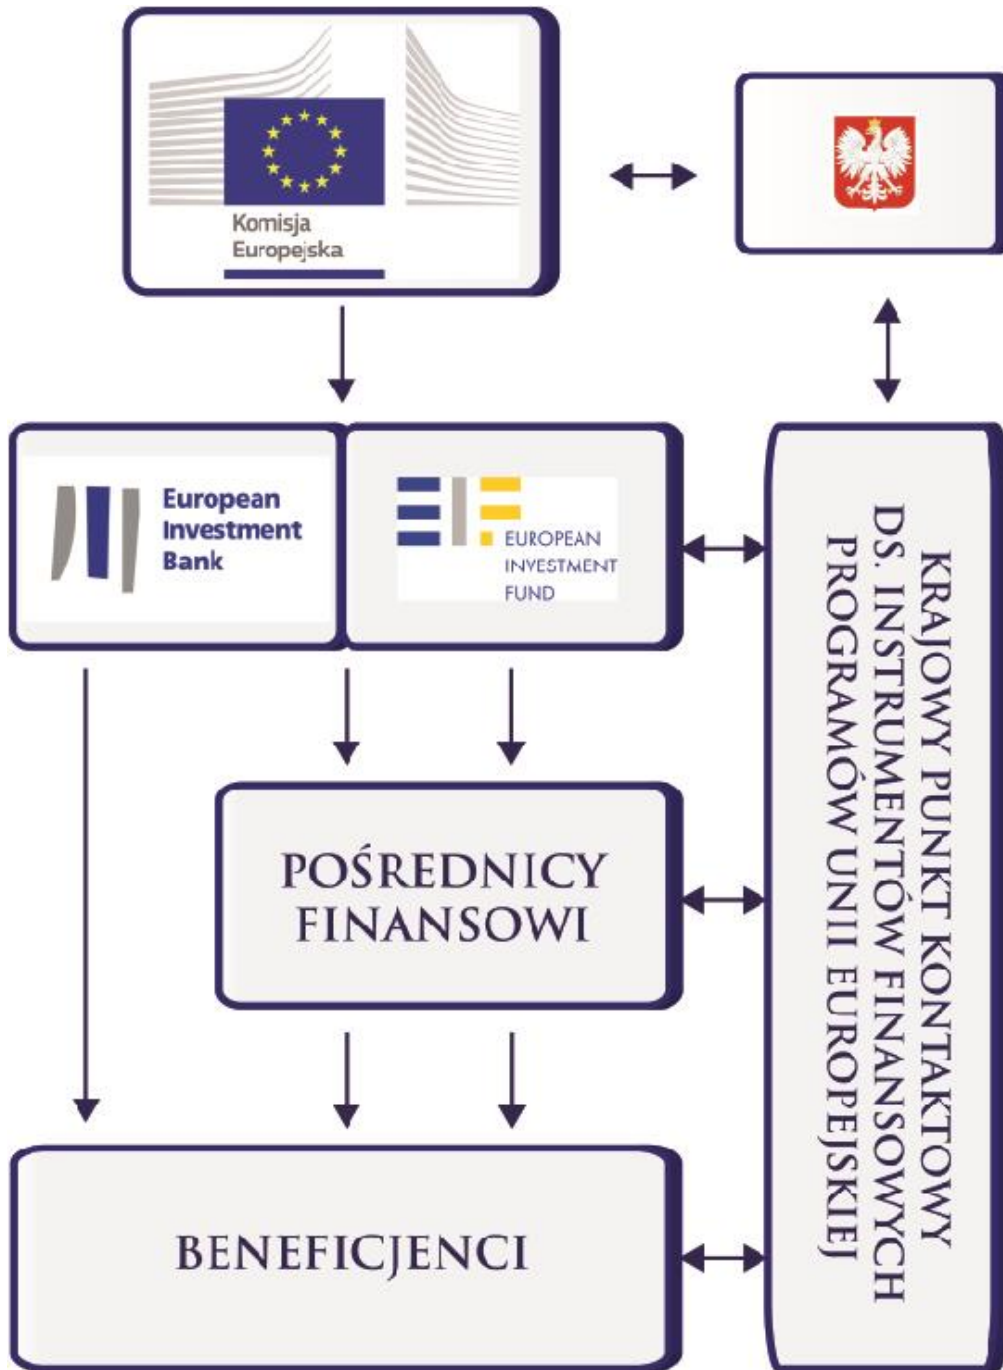 Komisja
Europejska
European
Investment
Bank
EUROPEAN
INVESTMENT
FUND
KRAJOWY PUNKT KONTAKTOWY
DS. INSTRUMENTÓW FINANSOWYCH
PROGRAMÓW UNII EUROPEJSKIEJ
POŚREDNICY
FINANSOWI
BENEFICJENCI